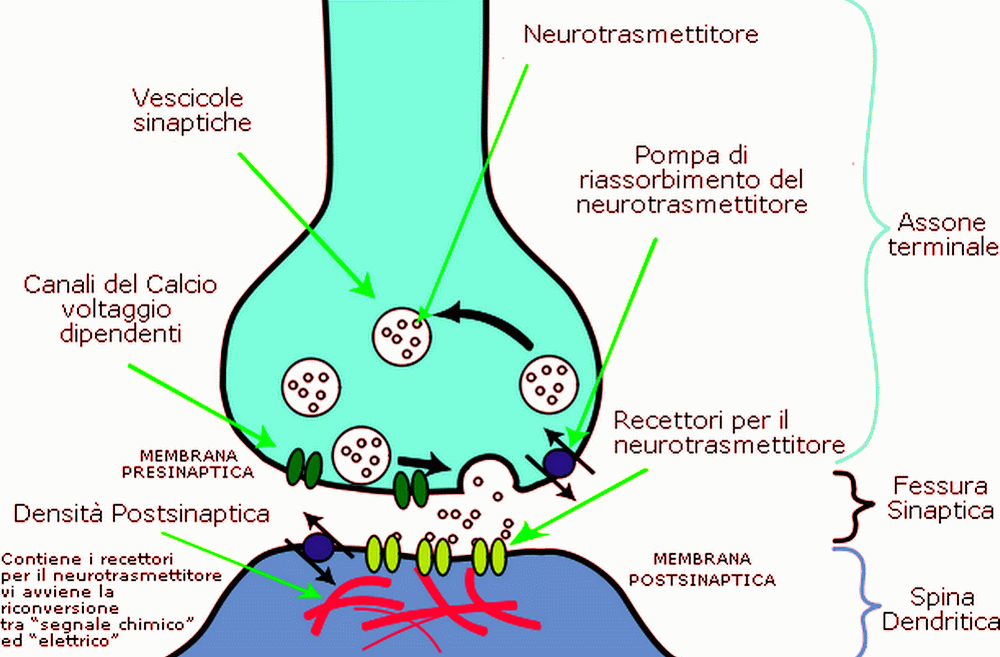 Neurotrasmettitore
Vescicole
sinaptiche
Pompa di
riassorbimento del
neurotrasmettitore
Assone
terminale
Canali del Calcio
voltaggio
dipendenti
Recettori per il
neurotrasmettitore
MEMBRANA
PRESINAPTICA
Fessura
Sinaptica
Densità Postsinaptica
Contiene i recettori
per il neurotrasmettitore
vi avviene la
riconversione
tra "segnale chimico"
ed "elettrico"
MEMBRANA
POSTSINAPTICA
Spina
Dendritica